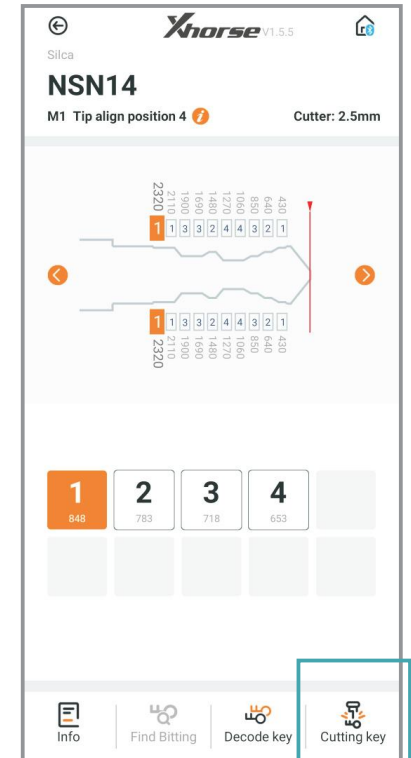 Xhorse V1.5.5
Silca
NSN14
M1 Tip align position 4 i Cutter: 2.5mm
2320 2110 1900 1690 1480 1270 1060 850 640 430
1 1 3 3 2 4 4 3 2 1
1 1 3 3 2 4 4 3 2 1
2320 2110 1900 1690 1480 1270 1060 850 640 430
1 2 3 4
848 783 718 653
Info Find Bitting Decode key Cutting key